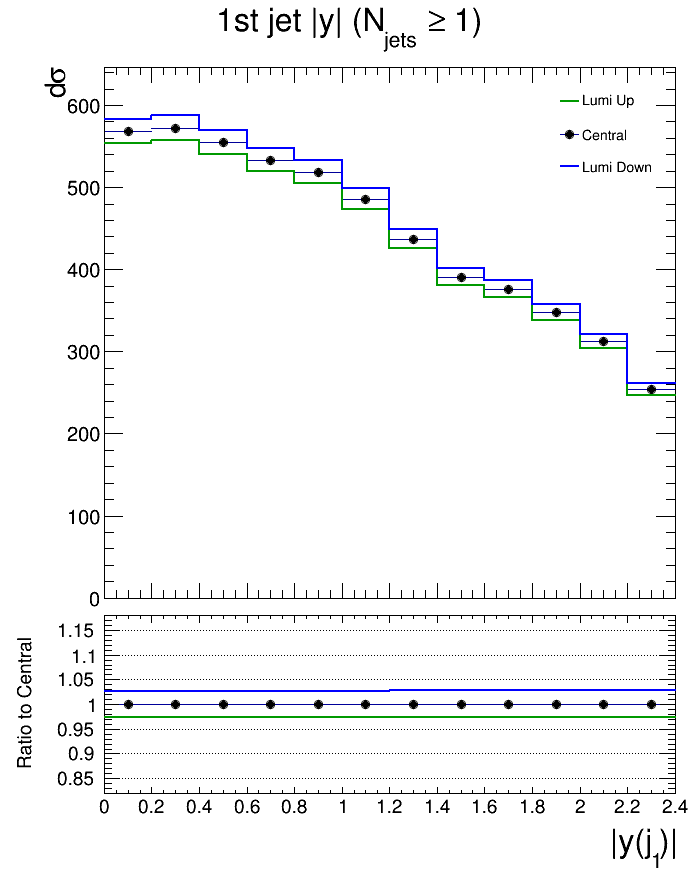 1st jet |y| (N_jets ≥ 1)
dσ
600
500
400
300
200
100
0
Lumi Up
Central
Lumi Down
Ratio to Central
1.15
1.1
1.05
1
0.95
0.9
0.85
0 0.2 0.4 0.6 0.8 1 1.2 1.4 1.6 1.8 2 2.2 2.4
|y(j_1)|